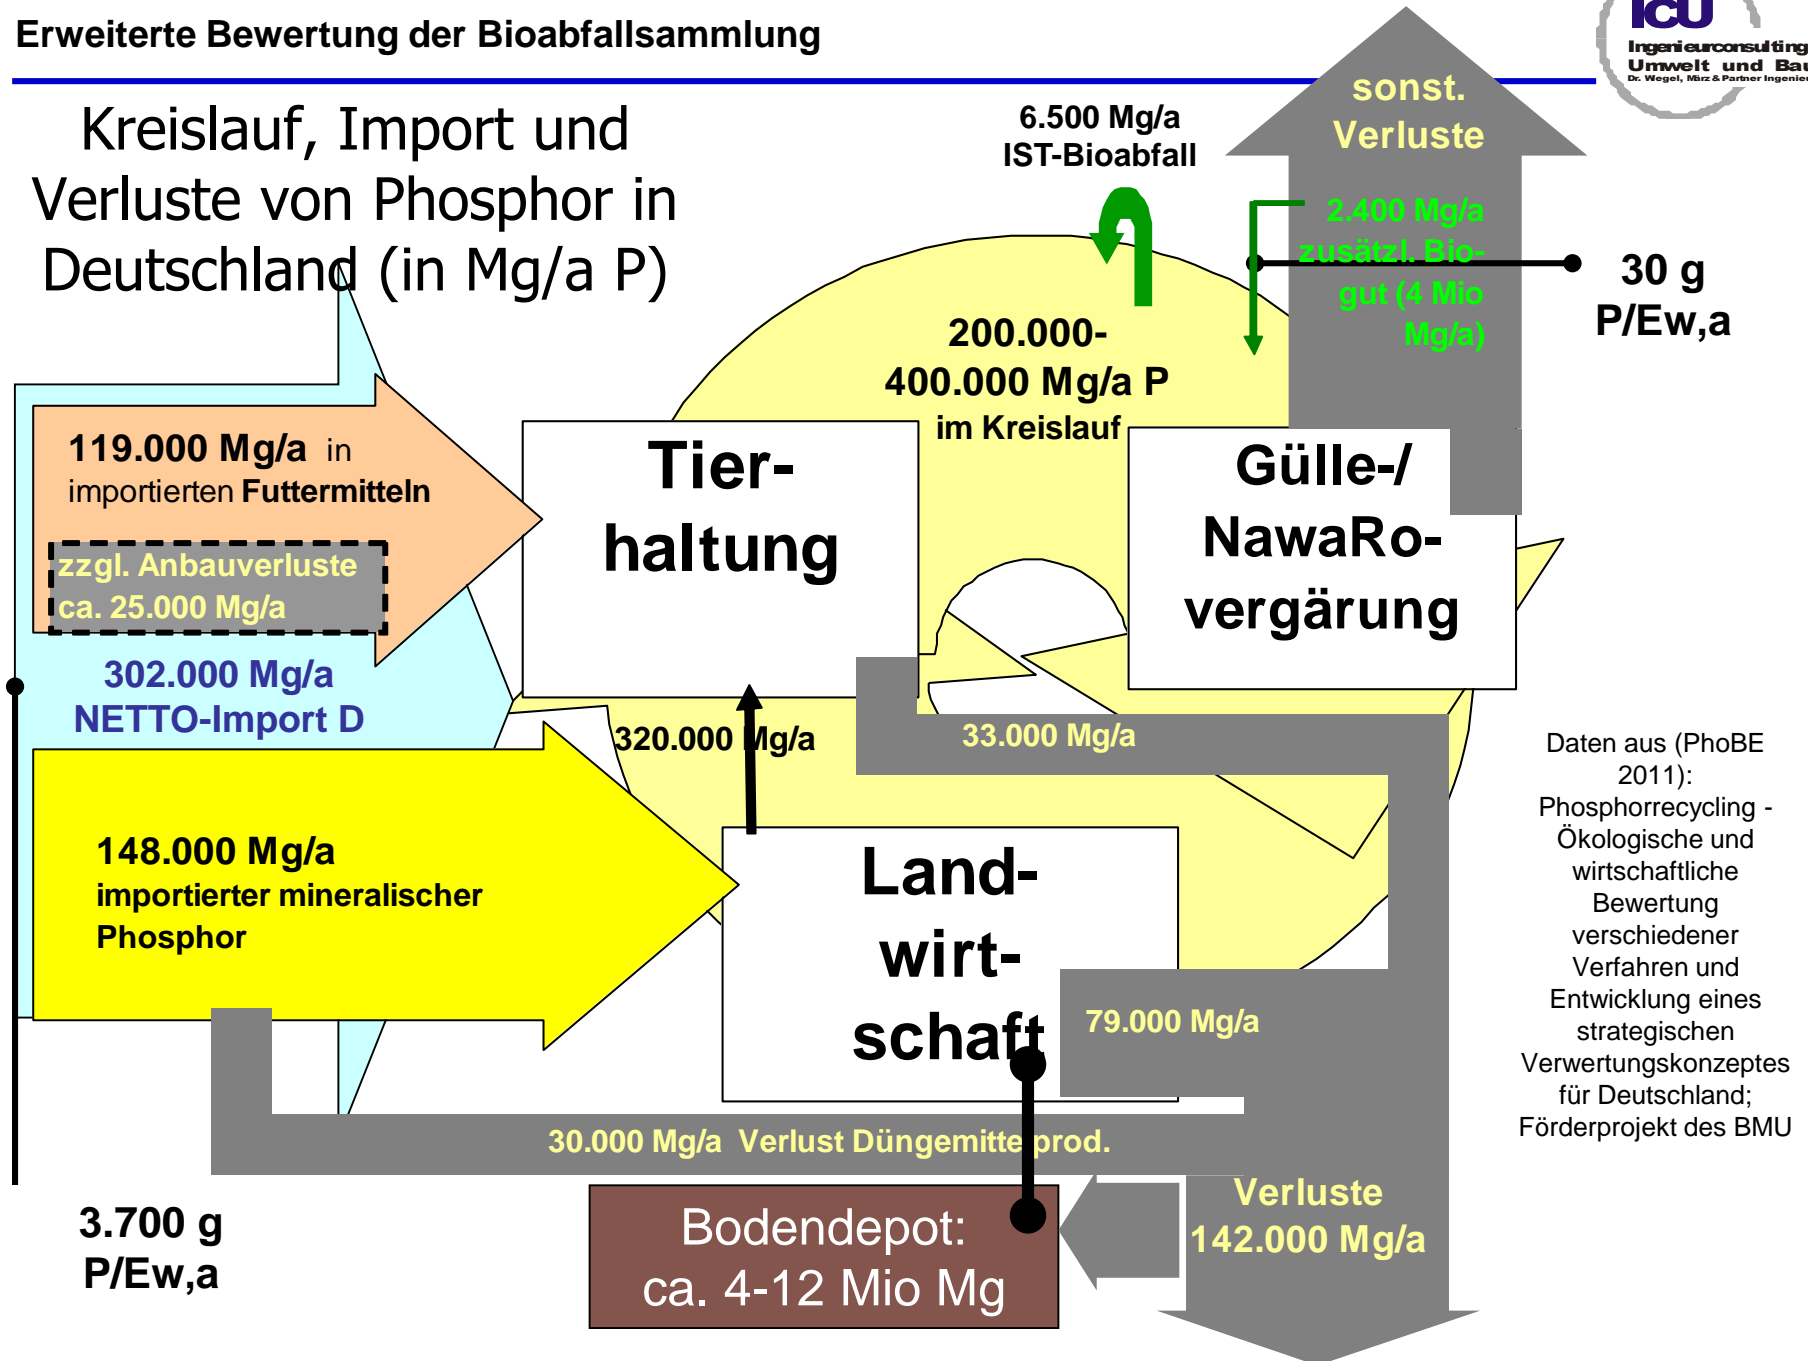 Erweiterte Bewertung der Bioabfallsammlung
ICU
Ingenieurconsulting
Umwelt und Bau
Dr. Wegel, März & Partner Ingenieu
Kreislauf, Import und
Verluste von Phosphor in
Deutschland (in Mg/a P)
6.500 Mg/a
IST-Bioabfall
sonst.
Verluste
2.400 Mg/a
zusätzl. Bio-
gut (4 Mio
Mg/a)
30 g
P/Ew,a
200.000-
400.000 Mg/a P
im Kreislauf
119.000 Mg/a in
importierten Futtermitteln
zzgl. Anbauverluste
ca. 25.000 Mg/a
Tier-
haltung
Gülle-/
NawaRo-
vergärung
302.000 Mg/a
NETTO-Import D
320.000 Mg/a
33.000 Mg/a
148.000 Mg/a
importierter mineralischer
Phosphor
Land-
wirt-
schaft
79.000 Mg/a
30.000 Mg/a Verlust Düngemittelprod.
Verluste
142.000 Mg/a
Bodendepot:
ca. 4-12 Mio Mg
3.700 g
P/Ew,a
Daten aus (PhoBE
2011):
Phosphorrecycling -
Ökologische und
wirtschaftliche
Bewertung
verschiedener
Verfahren und
Entwicklung eines
strategischen
Verwertungskonzeptes
für Deutschland;
Förderprojekt des BMU